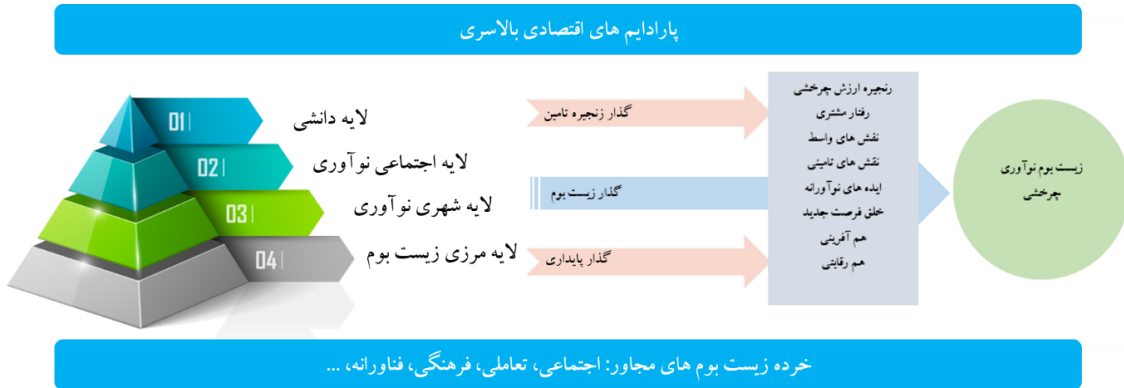 پارادایم های اقتصادی بالاسری
01
لایه دانشی
02
لایه اجتماعی نوآوری
03
لایه شهری نوآوری
04
لایه مرزی زیست بوم
گذار زنجیره تامین
گذار زیست بوم
گذار پایداری
رنجیره ارزش چرخشی
رفتار مشتری
نفش های واسط
نقش های تامینی
ایده های نوآورانه
خلق فرصت جدید
هم آفرینی
هم رقابتی
زیست بوم نوآوری
چرخشی
خرده زیست بوم های مجاور: اجتماعی، تعاملی، فرهنگی، فناورانه، ...